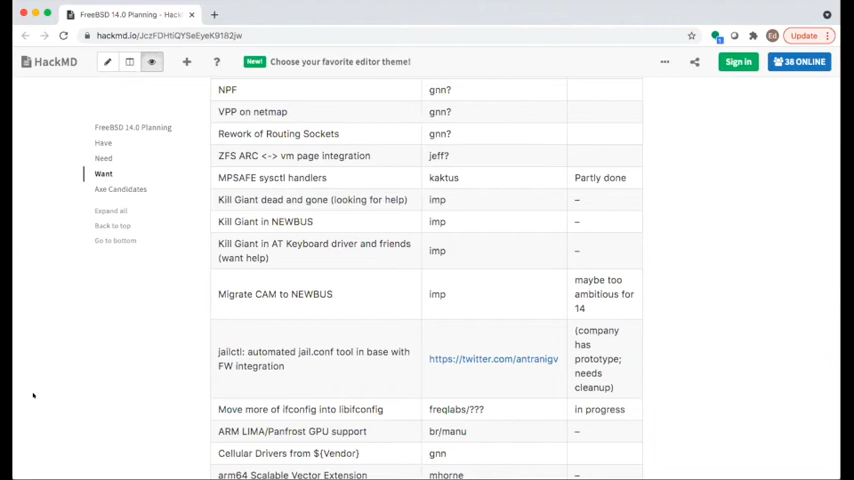 FreeBSD 14.0 Planning - HackMD
hackmd.io/JczFDHtiQYSeEyeK9182jw
Ed
Update
HackMD
New! Choose your favorite editor theme!
Sign in
38 ONLINE
FreeBSD 14.0 Planning
Have
Need
Want
Axe Candidates
Expand all
Back to top
Go to bottom
NPF gnn?
VPP on netmap gnn?
Rework of Routing Sockets gnn?
ZFS ARC <-> vm page integration jeff?
MPSAFE sysctl handlers kaktus Partly done
Kill Giant dead and gone (looking for help) imp –
Kill Giant in NEWBUS imp –
Kill Giant in AT Keyboard driver and friends
(want help) imp –
Migrate CAM to NEWBUS imp maybe too
ambitious for
14
jailctl: automated jail.conf tool in base with
FW integration https://twitter.com/antranigv (company
has
prototype;
needs
cleanup)
Move more of ifconfig into libifconfig freqlabs/??? in progress
ARM LIMA/Panfrost GPU support br/manu –
Cellular Drivers from ${Vendor} gnn
arm64 Scalable Vector Extension mhorne –